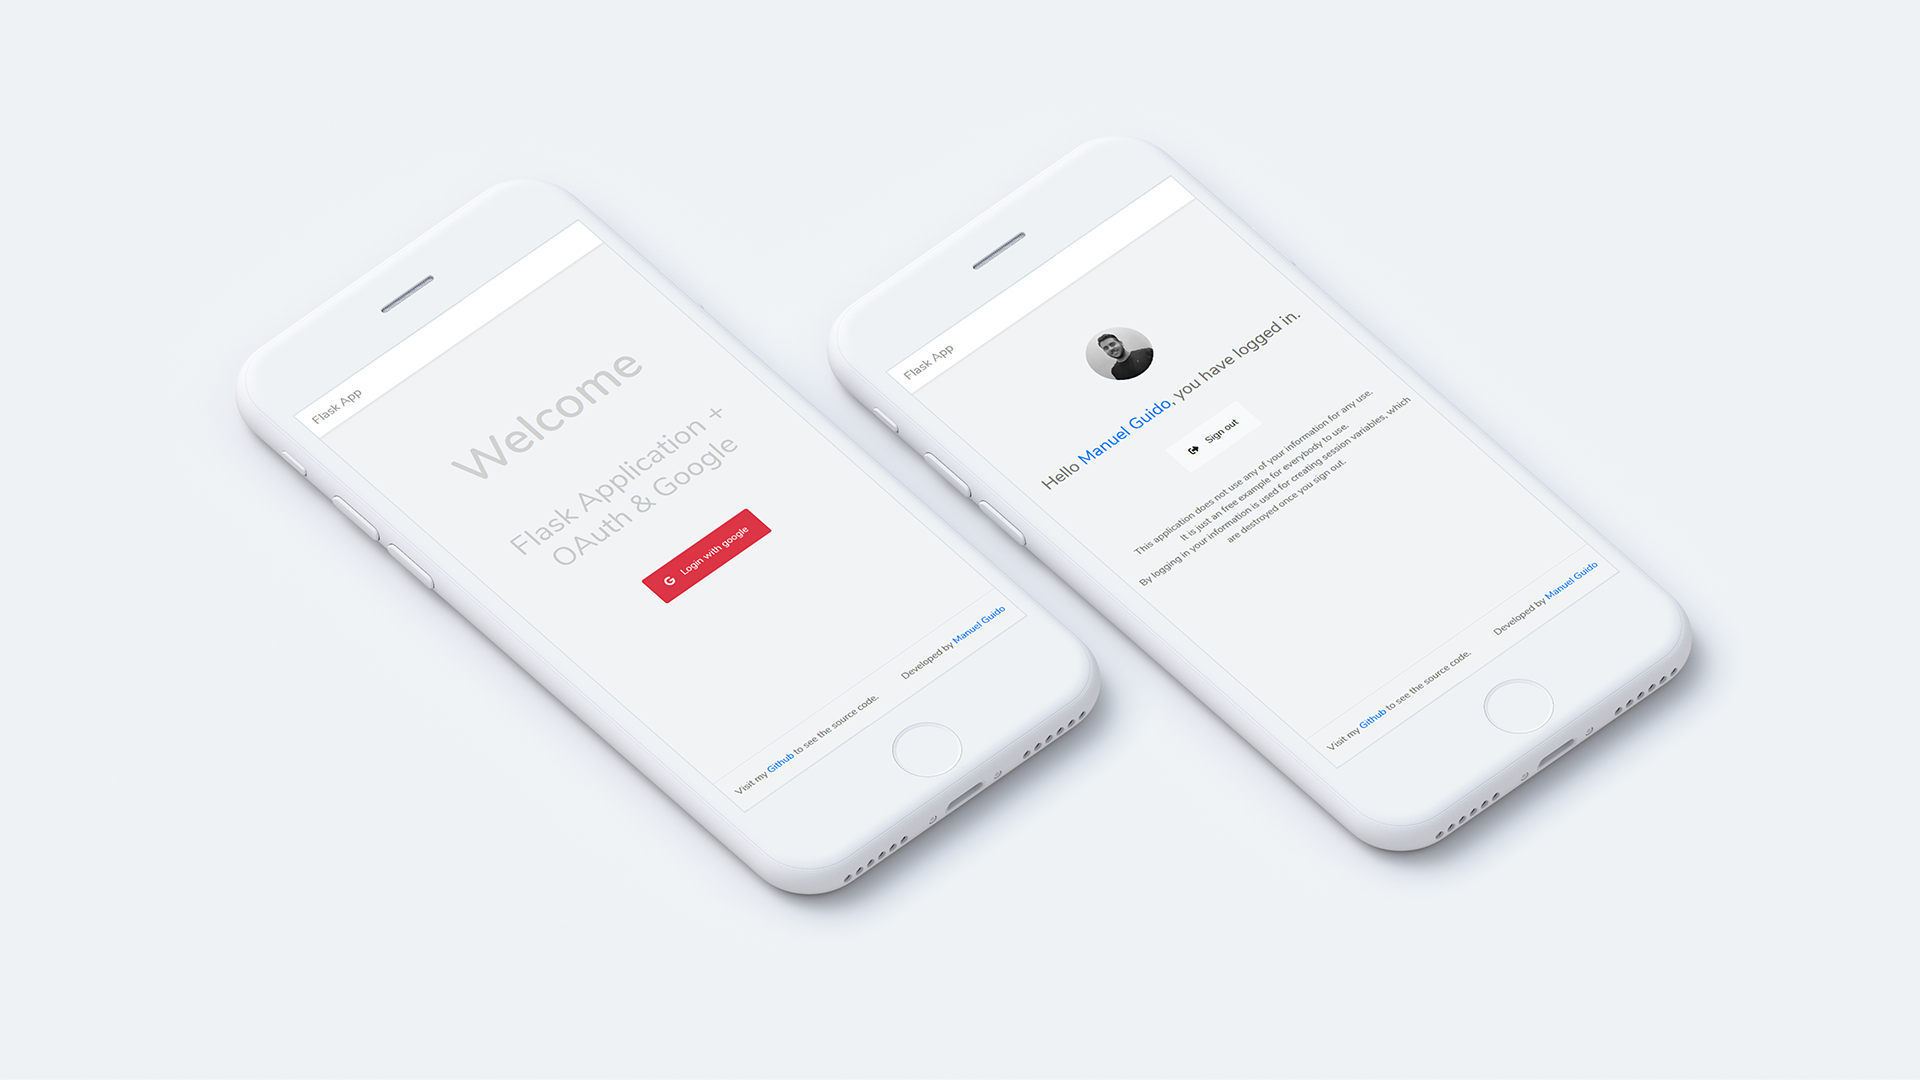 Flask App
Welcome
Flask Application +
OAuth & Google
G Login with google
Visit my Github to see the source code.
Developed by Manuel Guido
Flask App
Hello Manuel Guido, you have logged in.
Sign out
This application does not use any of your information for any use.
It is just an free example for everybody to use.
By logging in your information is used for creating session variables, which
are destroyed once you sign out.
Visit my Github to see the source code.
Developed by Manuel Guido